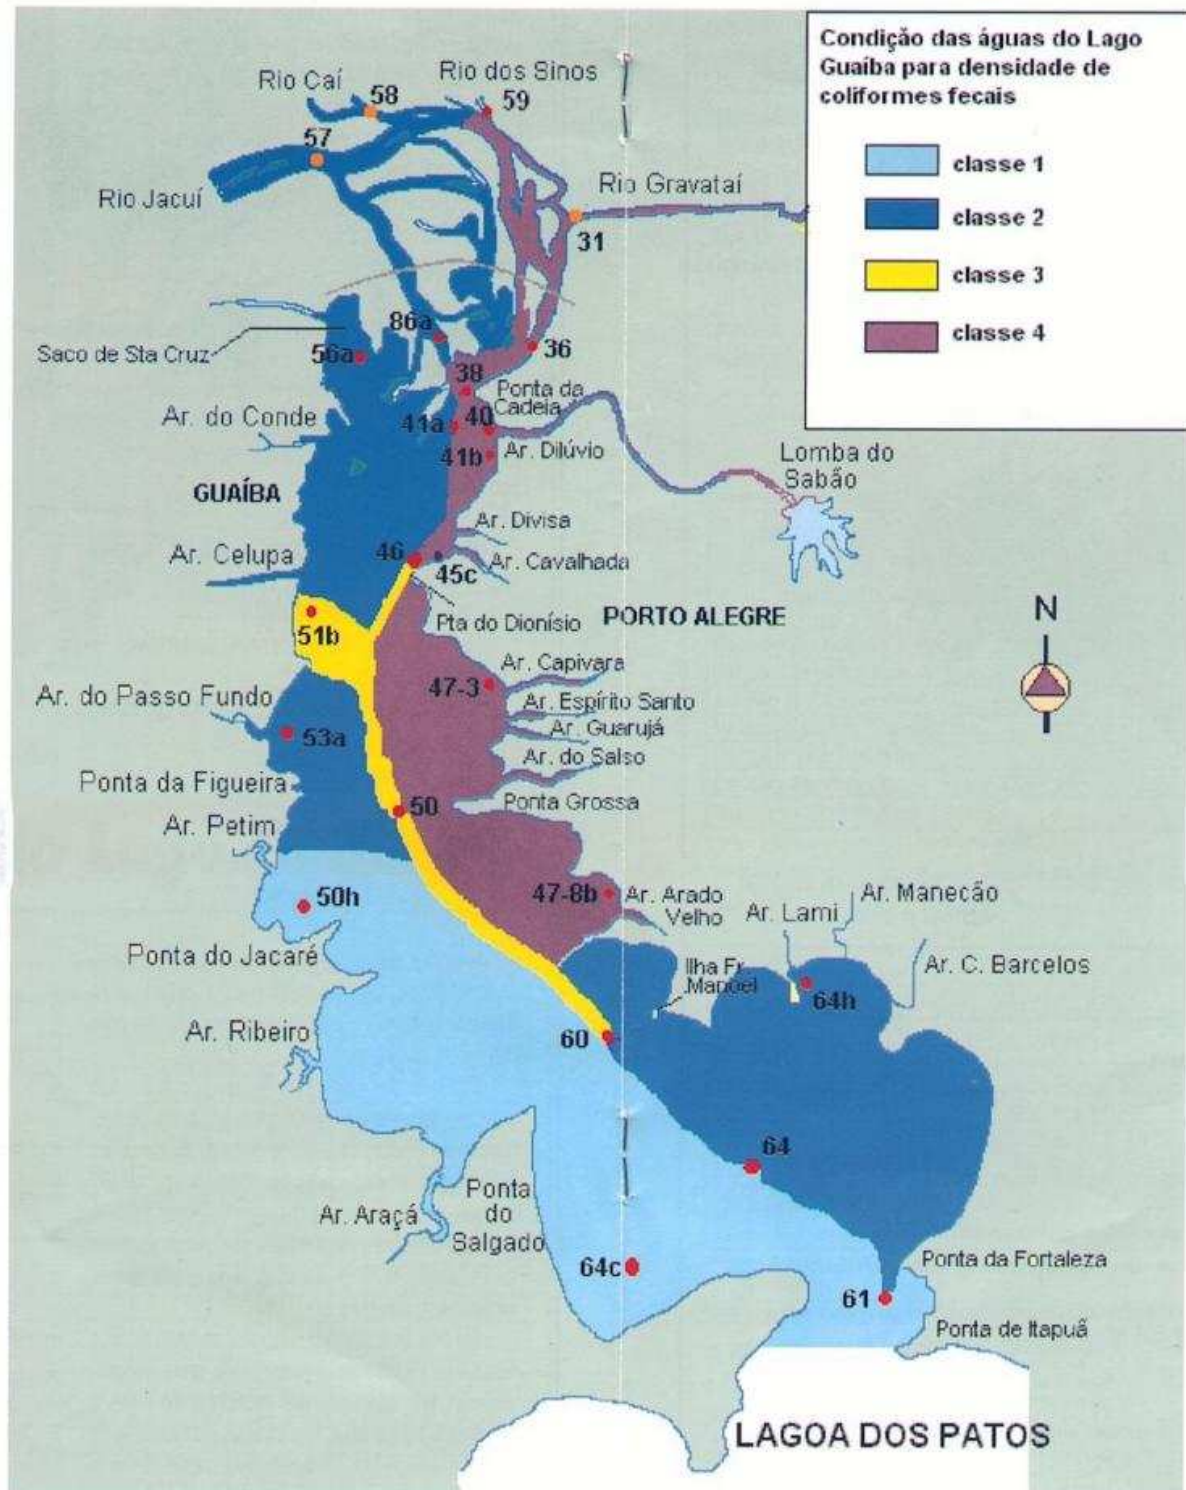 Condição das águas do Lago
Guaíba para densidade de
coliformes fecais
classe 1
classe 2
classe 3
classe 4
Rio Caí
58
Rio dos Sinos
59
57
Rio Jacuí
Rio Gravataí
31
Saco de Sta Cruz
56a
86a
36
38
Ponta da
Cadeia
Ar. do Conde
41a
40
41b
Ar. Dilúvio
Lomba do
Sabão
GUAÍBA
Ar. Divisa
Ar. Celupa
46
45c
Ar. Cavalhada
51b
Pta do Dionísio
PORTO ALEGRE
N
Ar. Capivara
47-3
Ar. do Passo Fundo
Ar. Espírito Santo
53a
Ar. Guarujá
Ar. do Salso
Ponta da Figueira
50
Ponta Grossa
Ar. Petim
50h
47-8b
Ar. Arado
Velho
Ar. Lami
Ar. Manecão
Ponta do Jacaré
Ilha Fr.
Manoel
64h
Ar. C. Barcelos
Ar. Ribeiro
60
64
Ar. Araçá
Ponta
do
Salgado
64c
Ponta da Fortaleza
61
Ponta de Itapuã
LAGOA DOS PATOS